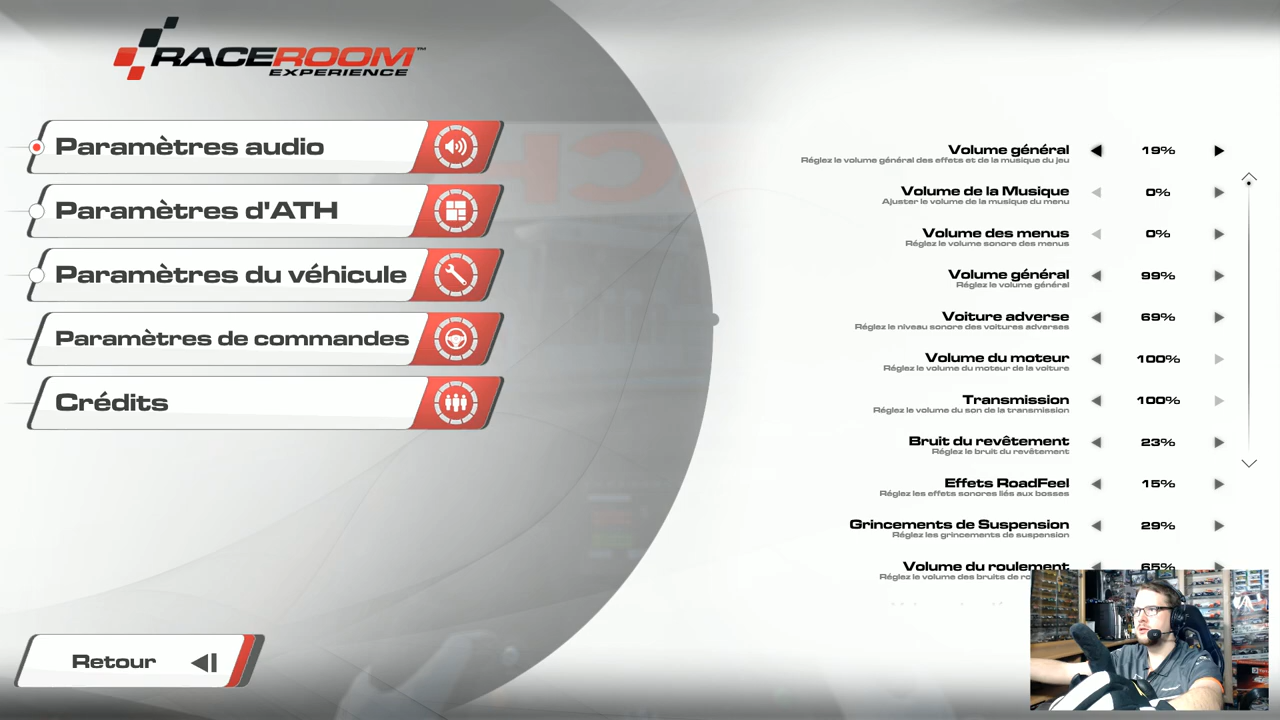 RACEROOM™
EXPERIENCE
Paramètres audio
Paramètres d'ATH
Paramètres du véhicule
Paramètres de commandes
Crédits
Retour
Volume général 19%
Réglez le volume général des effets et de la musique du jeu
Volume de la Musique 0%
Ajuster le volume de la musique du menu
Volume des menus 0%
Réglez le volume sonore des menus
Volume général 99%
Réglez le volume général
Voiture adverse 69%
Réglez le niveau sonore des voitures adverses
Volume du moteur 100%
Réglez le volume du moteur de la voiture
Transmission 100%
Réglez le volume du son de la transmission
Bruit du revêtement 23%
Réglez le bruit du revêtement
Effets RoadFeel 15%
Réglez les effets sonores liés aux bosses
Grincements de Suspension 29%
Réglez les grincements de suspension
Volume du roulement 65%
Réglez le volume des bruits de